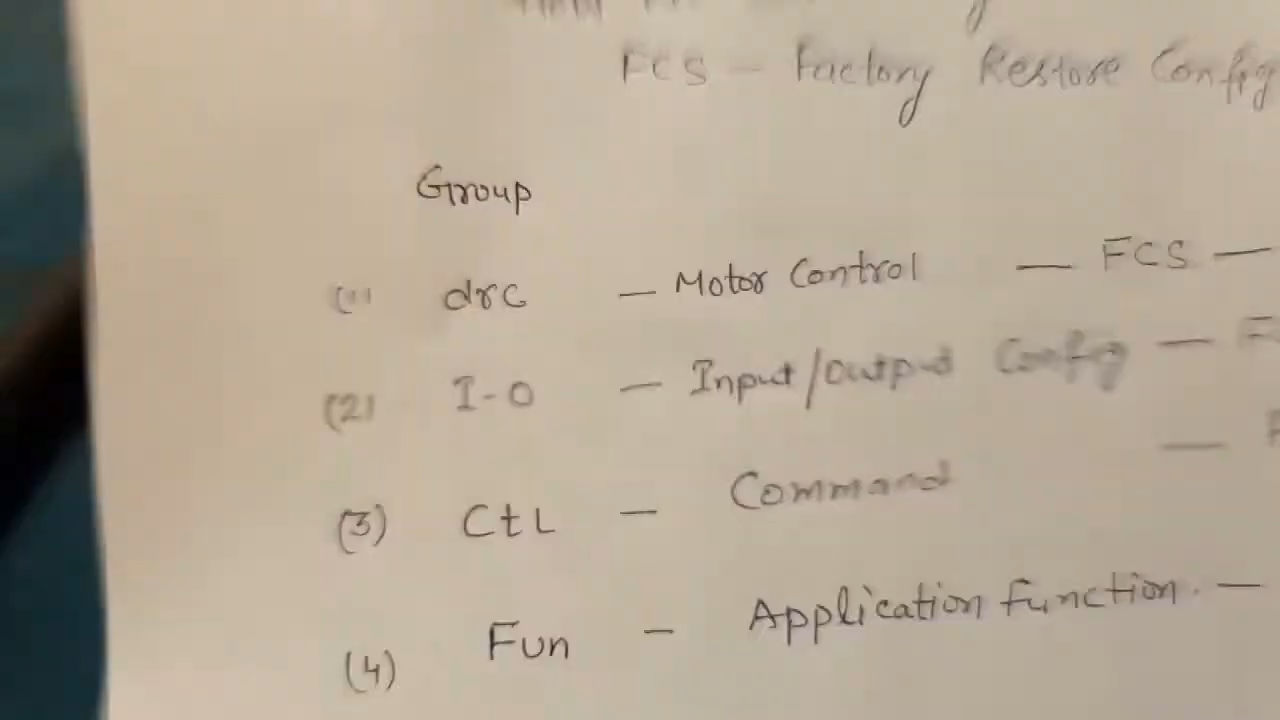 FCS - Factory Restore Config
Group
(1) drc - Motor Control - FCS -
(2) I-O - Input/Output Config -
(3) CtL - Command -
(4) Fun - Application Function. -